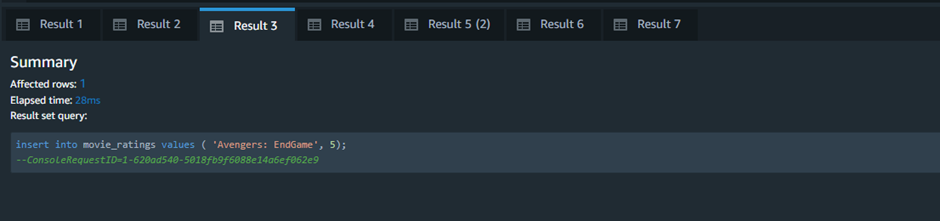 Result 1 Result 2 Result 3 Result 4 Result 5 (2) Result 6 Result 7
Summary
Affected rows: 1
Elapsed time: 28ms
Result set query:
insert into movie_ratings values ( 'Avengers: EndGame', 5);
--ConsoleRequestID=1-620ad540-5018fb9f6088e14a6ef062e9